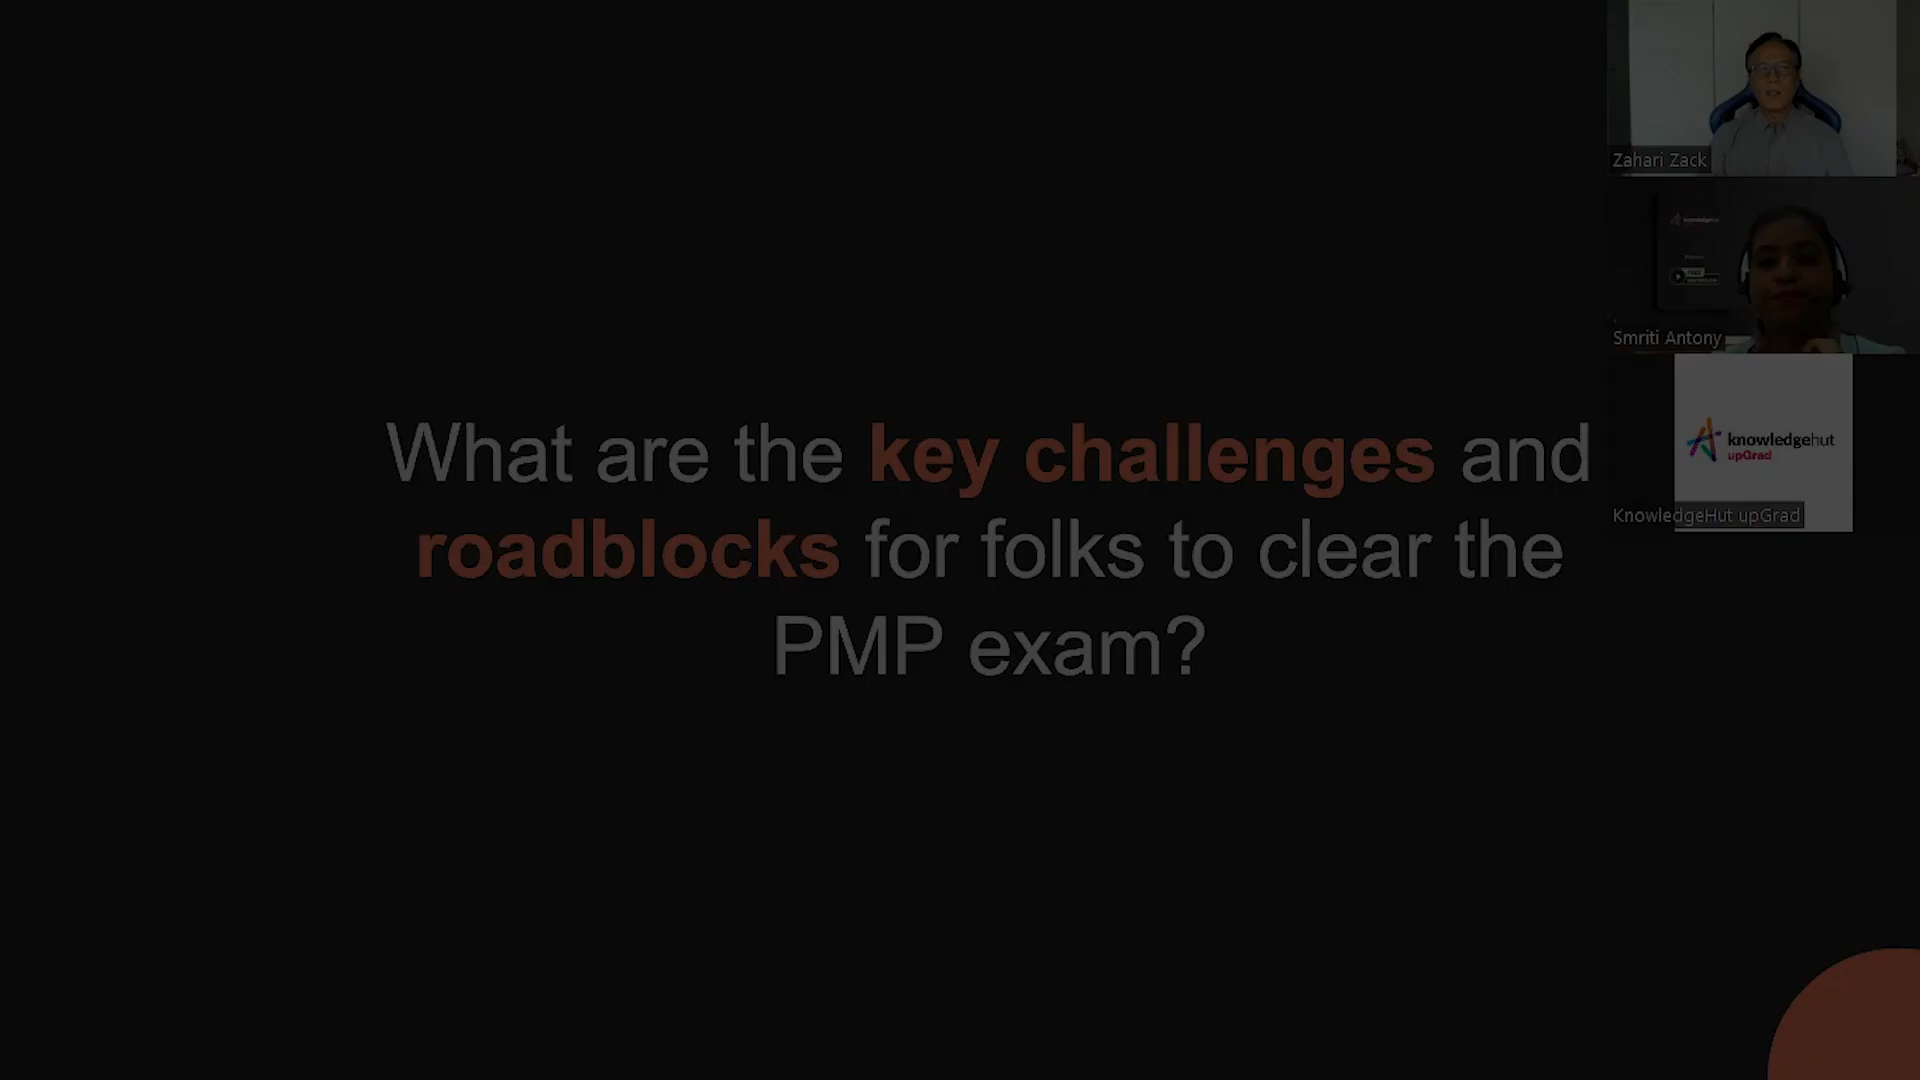 What are the key challenges and
roadblocks for folks to clear the
PMP exam?
Zahari Zack
knowledgehut
Smriti Antony
knowledgehut
upGrad
KnowledgeHut upGrad